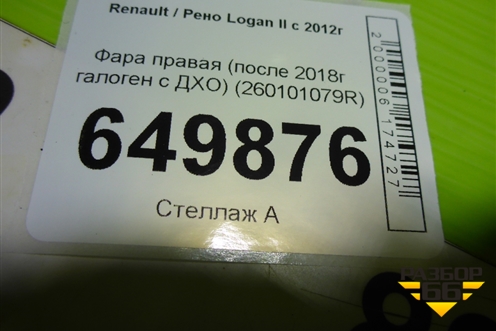 Renault / Рено Logan II с 2012г
Фара правая (после 2018г
галоген с ДХО) (260101079R)
649876
Стеллаж А
2000006174727
РАЗБОР
66